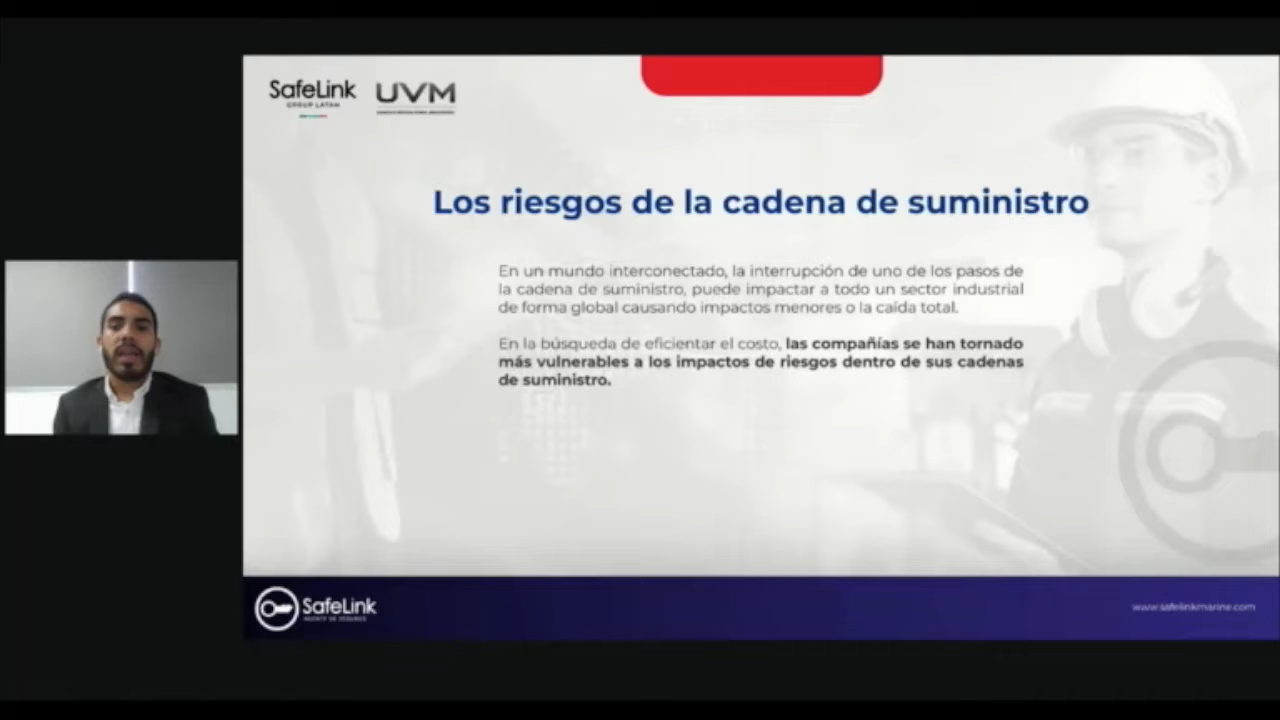 SafeLink
GROUP LATAM
UVM
Los riesgos de la cadena de suministro
En un mundo interconectado, la interrupción de uno de los pasos de
la cadena de suministro, puede impactar a todo un sector industrial
de forma global causando impactos menores o la caída total.
En la búsqueda de eficientar el costo, las compañías se han tornado
más vulnerables a los impactos de riesgos dentro de sus cadenas
de suministro.
SafeLink
AGENTE DE SEGUROS
www.safelinkmarine.com